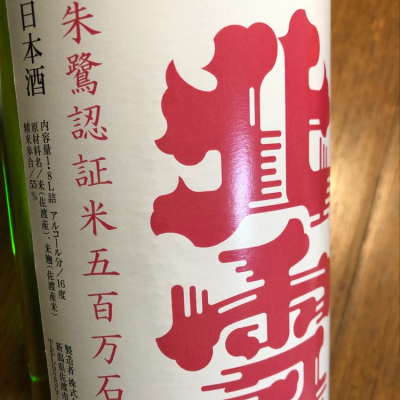 北雪
朱鷺認証米五百万石
日本酒
内容量1.8L詰 アルコール分/16度
原材料名/米(佐渡産)、米麹(佐渡産米)
精米歩合/55%
製造者 株式
新潟県佐渡市